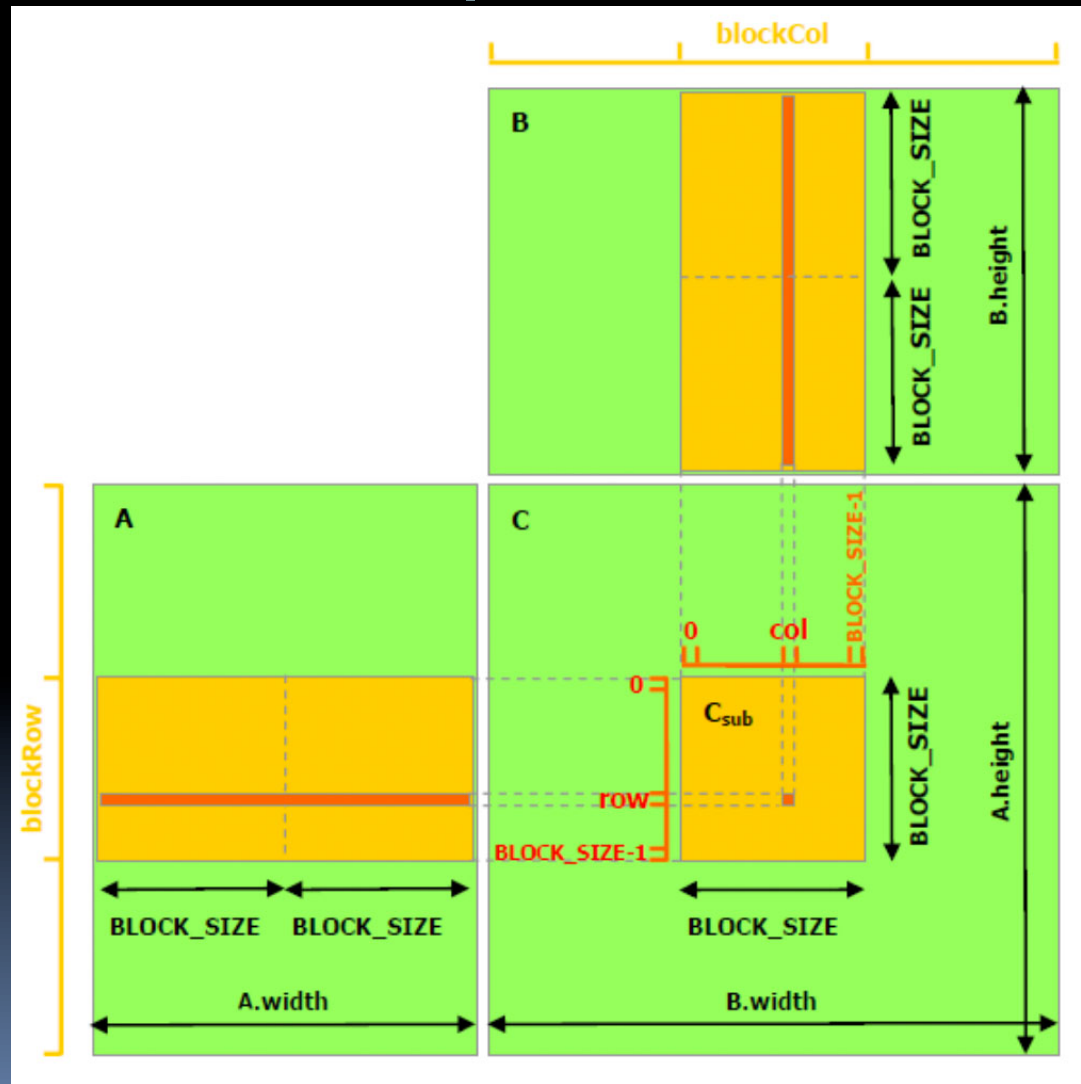 blockCol
B
BLOCK_SIZE
BLOCK_SIZE
B.height
blockRow
A
C
BLOCK_SIZE-1
0
col
0
Csub
row
BLOCK_SIZE-1
BLOCK_SIZE
A.height
BLOCK_SIZE
BLOCK_SIZE
BLOCK_SIZE
A.width
B.width